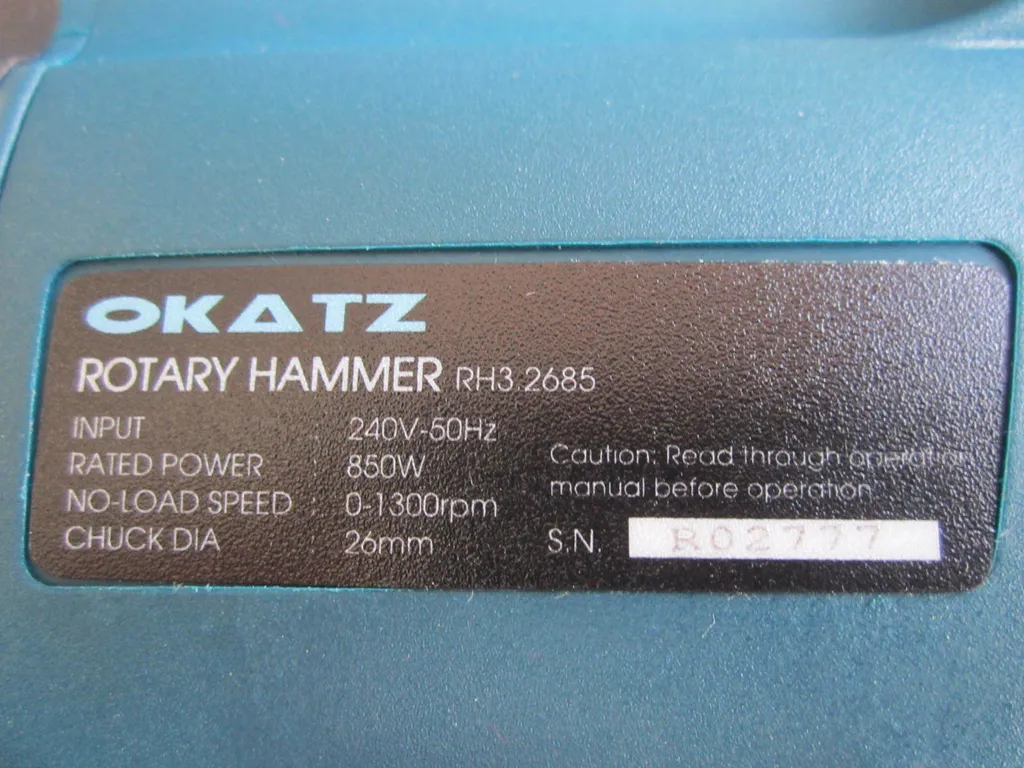 OKATZ
ROTARY HAMMER RH3.2685
INPUT : 240V-50Hz
RATED POWER : 850W
NO-LOAD SPEED : 0-1300rpm
CHUCK DIA : 26mm
Caution: Read through operation
manual before operation
S.N. R02777